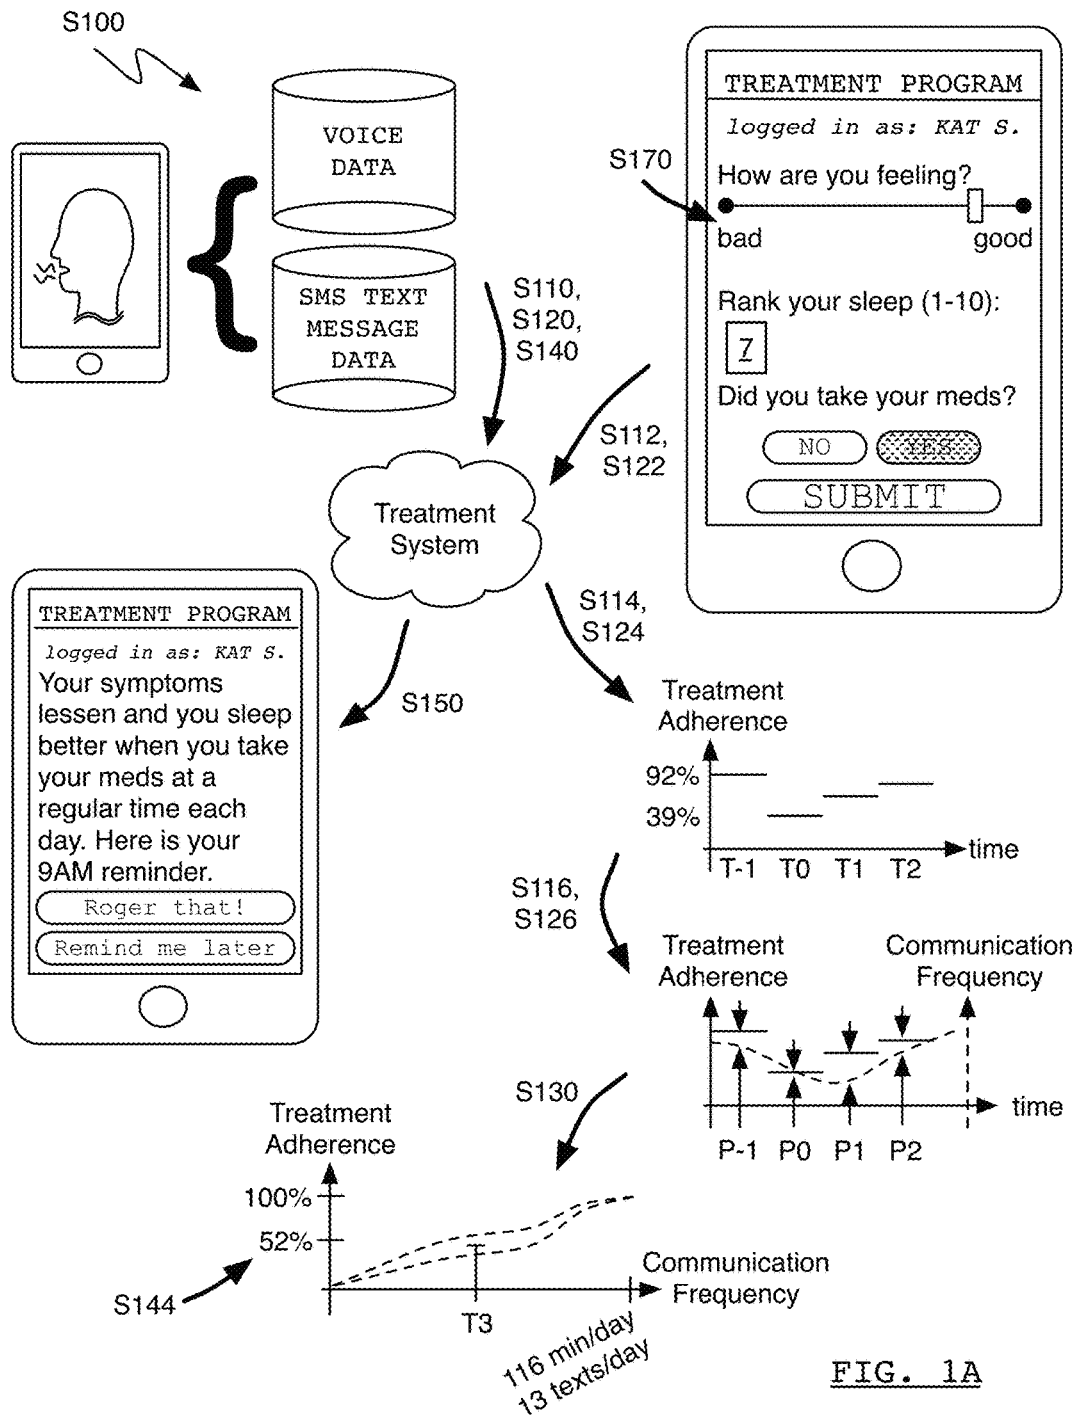 S100
VOICE
DATA
SMS TEXT
MESSAGE
DATA
S110,
S120,
S140
S170
TREATMENT PROGRAM
logged in as: KAT S.
How are you feeling?
bad
good
Rank your sleep (1-10):
7
Did you take your meds?
NO
YES
SUBMIT
S112,
S122
Treatment
System
S114,
S124
S150
TREATMENT PROGRAM
logged in as: KAT S.
Your symptoms
lessen and you sleep
better when you take
your meds at a
regular time each
day. Here is your
9AM reminder.
Roger that!
Remind me later
Treatment
Adherence
92%
39%
time
T-1 T0 T1 T2
S116,
S126
Treatment
Adherence
Communication
Frequency
time
P-1 P0 P1 P2
S130
Treatment
Adherence
100%
52%
Communication
Frequency
S144
T3
116 min/day
13 texts/day
FIG. 1A